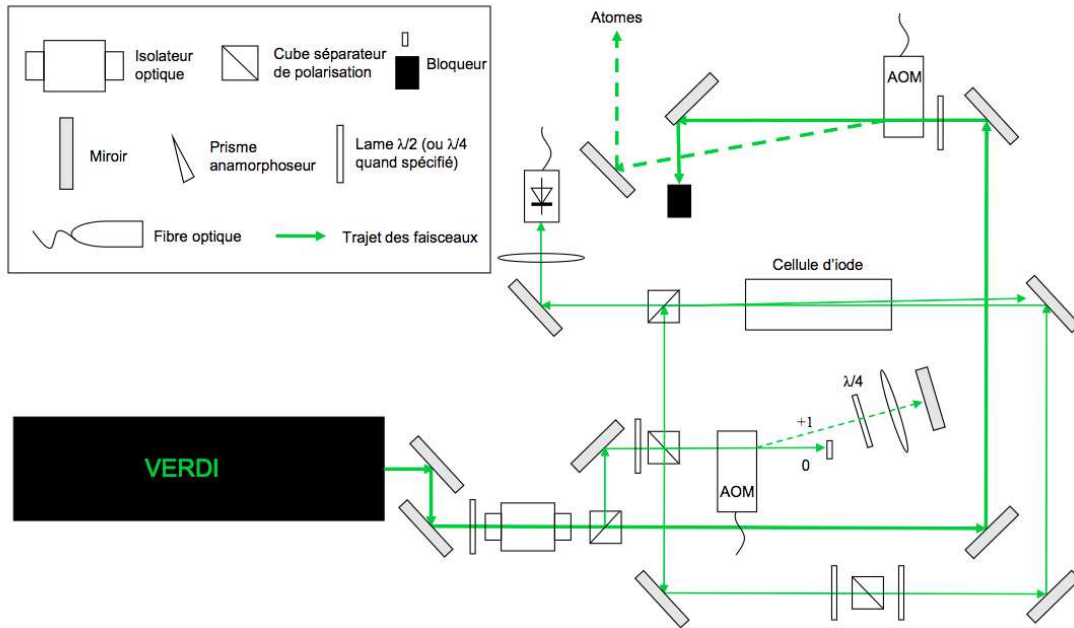 Isolateur
optique
Cube séparateur
de polarisation
Bloqueur
Miroir
Prisme
anamorphoseur
Lame λ/2 (ou λ/4
quand spécifié)
Fibre optique
Trajet des faisceaux
Atomes
AOM
Cellule d'iode
λ/4
+1
0
AOM
VERDI